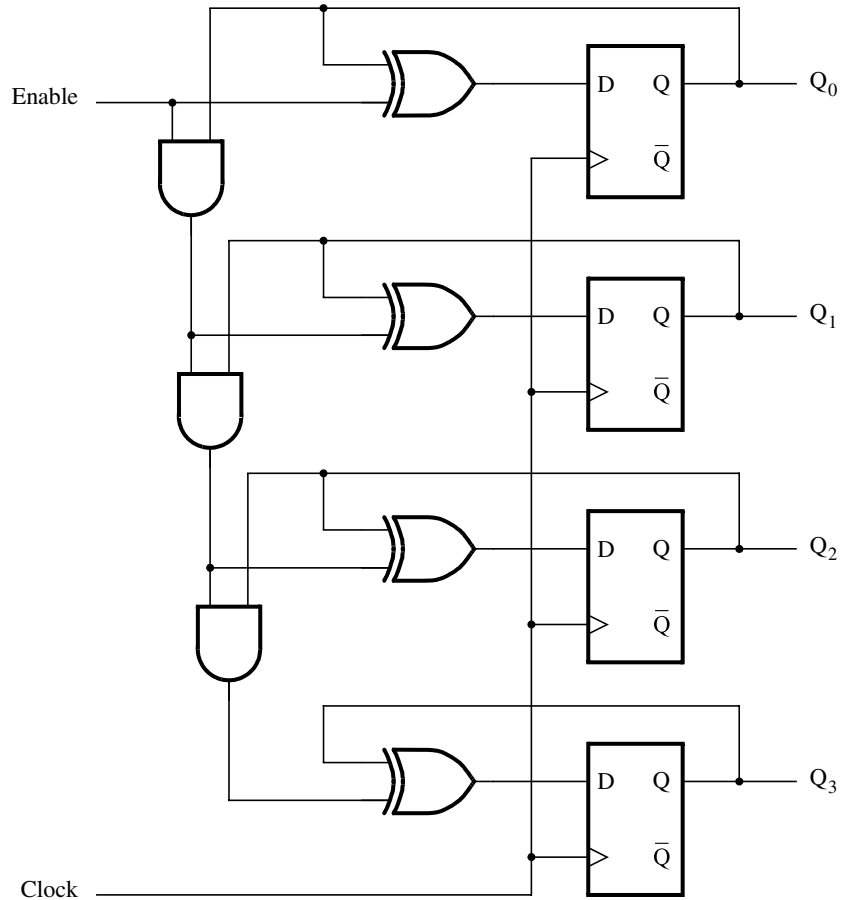 Enable
D Q Q̅ Q₀
D Q Q̅ Q₁
D Q Q̅ Q₂
D Q Q̅ Q₃
Clock